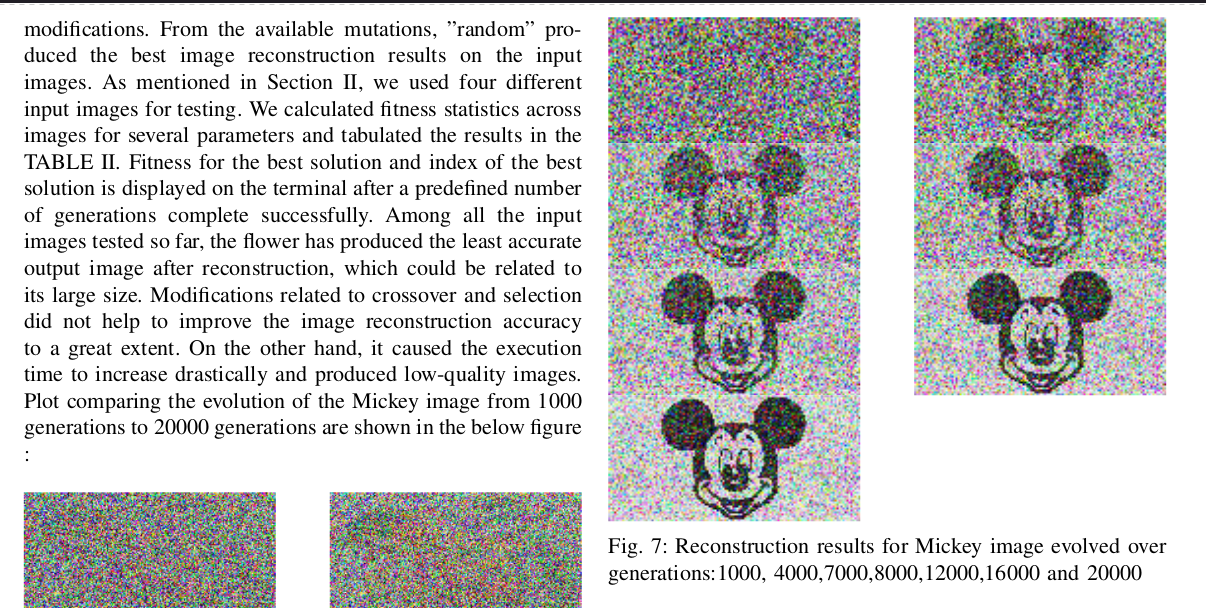 modifications. From the available mutations, ”random” pro-
duced the best image reconstruction results on the input
images. As mentioned in Section II, we used four different
input images for testing. We calculated fitness statistics across
images for several parameters and tabulated the results in the
TABLE II. Fitness for the best solution and index of the best
solution is displayed on the terminal after a predefined number
of generations complete successfully. Among all the input
images tested so far, the flower has produced the least accurate
output image after reconstruction, which could be related to
its large size. Modifications related to crossover and selection
did not help to improve the image reconstruction accuracy
to a great extent. On the other hand, it caused the execution
time to increase drastically and produced low-quality images.
Plot comparing the evolution of the Mickey image from 1000
generations to 20000 generations are shown in the below figure
:
Fig. 7: Reconstruction results for Mickey image evolved over
generations:1000, 4000,7000,8000,12000,16000 and 20000